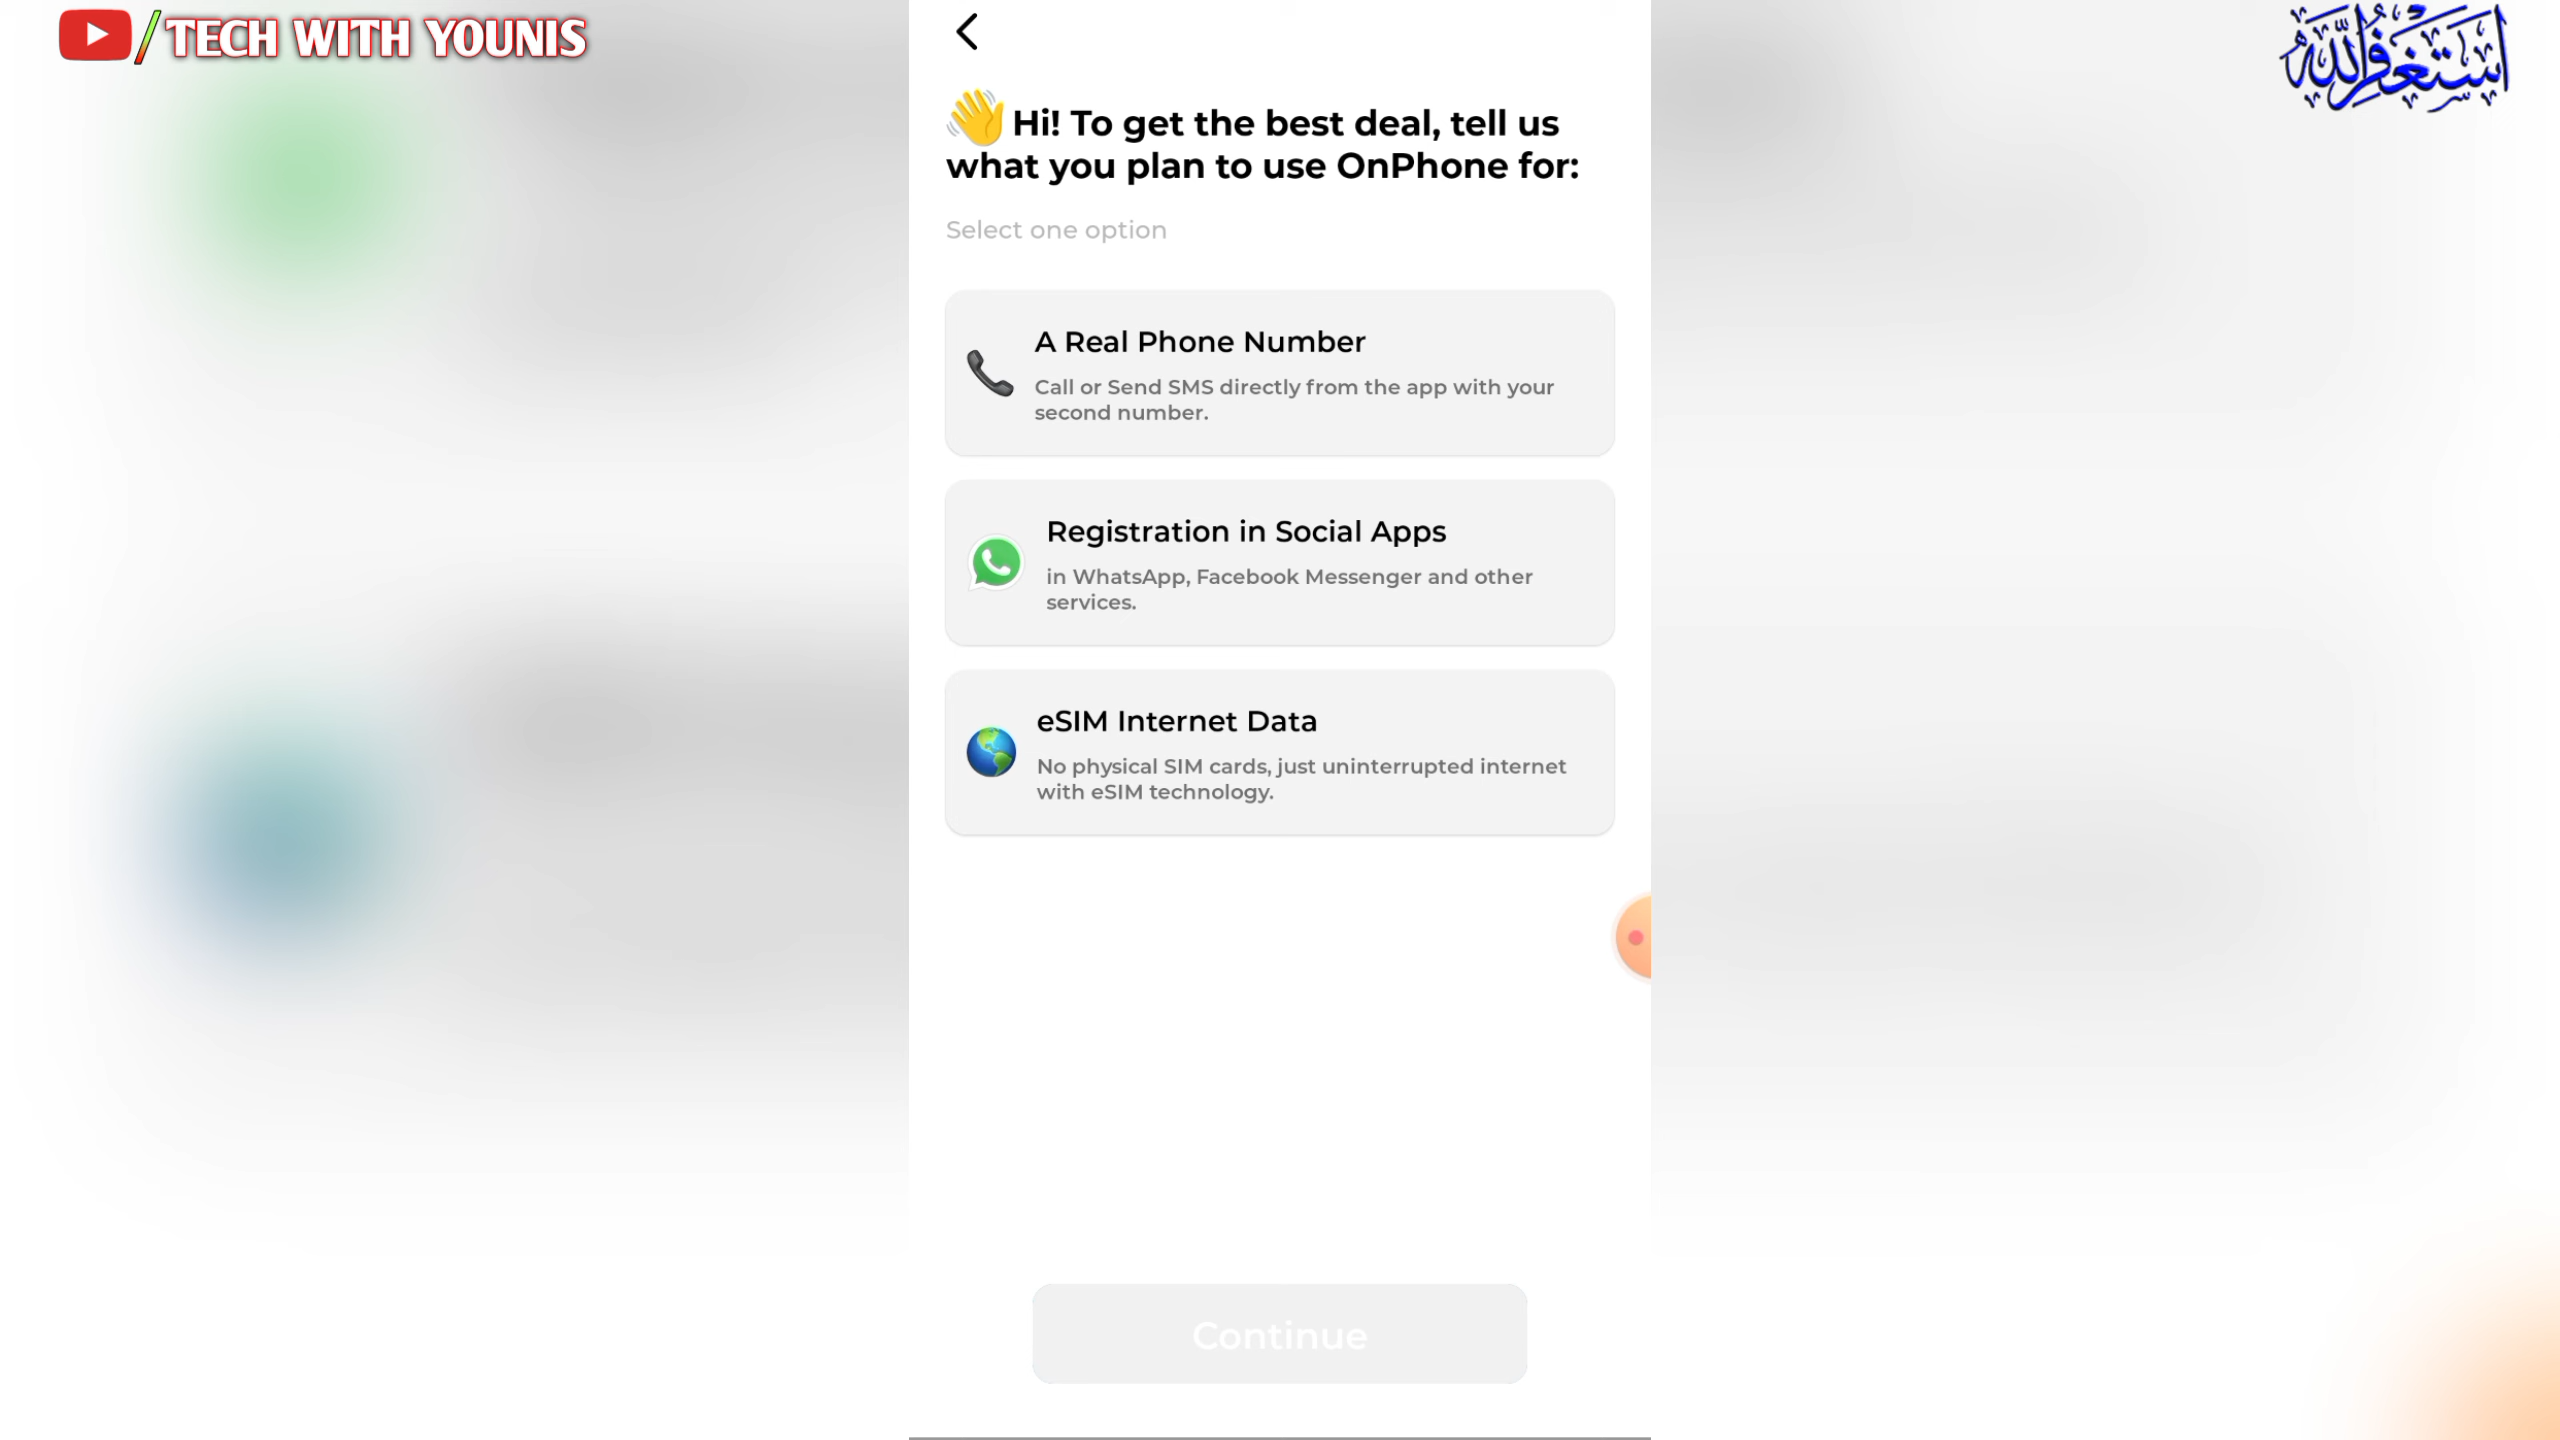 TECH WITH YOUNIS
أستغفر الله
Hi! To get the best deal, tell us
what you plan to use OnPhone for:
Select one option
A Real Phone Number
Call or Send SMS directly from the app with your
second number.
Registration in Social Apps
in WhatsApp, Facebook Messenger and other
services.
eSIM Internet Data
No physical SIM cards, just uninterrupted internet
with eSIM technology.
Continue